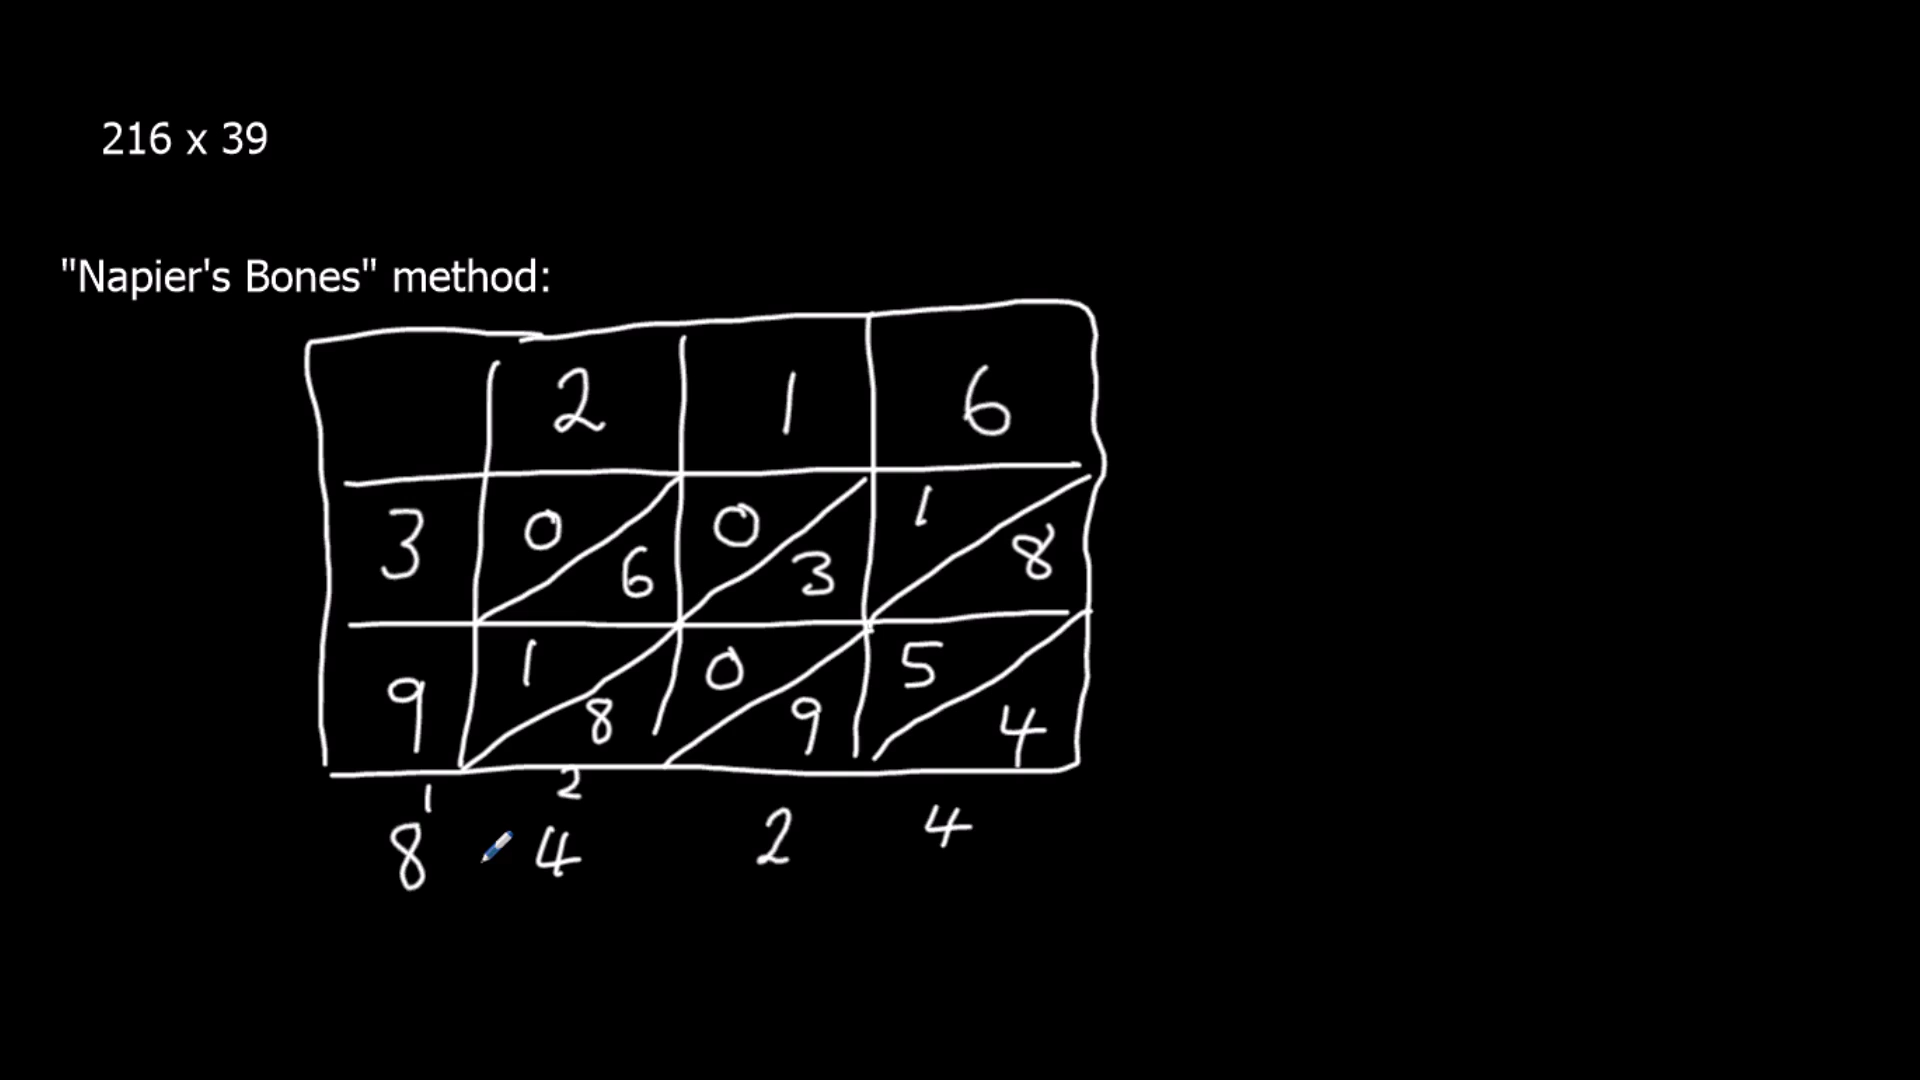 216 x 39
"Napier's Bones" method:
2 1 6
3 0 6 0 3 1 8
9 1 8 0 9 5 4
1 2
8 4 2 4